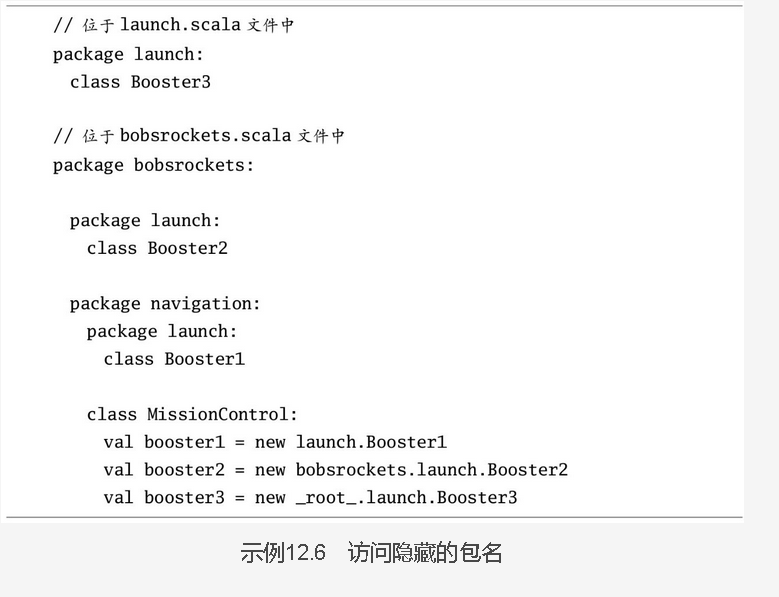 // 位于 launch.scala 文件中
package launch:
  class Booster3

// 位于 bobsrockets.scala 文件中
package bobsrockets:

  package launch:
    class Booster2

  package navigation:
    package launch:
      class Booster1

    class MissionControl:
      val booster1 = new launch.Booster1
      val booster2 = new bobsrockets.launch.Booster2
      val booster3 = new _root_.launch.Booster3
示例12.6　访问隐藏的包名